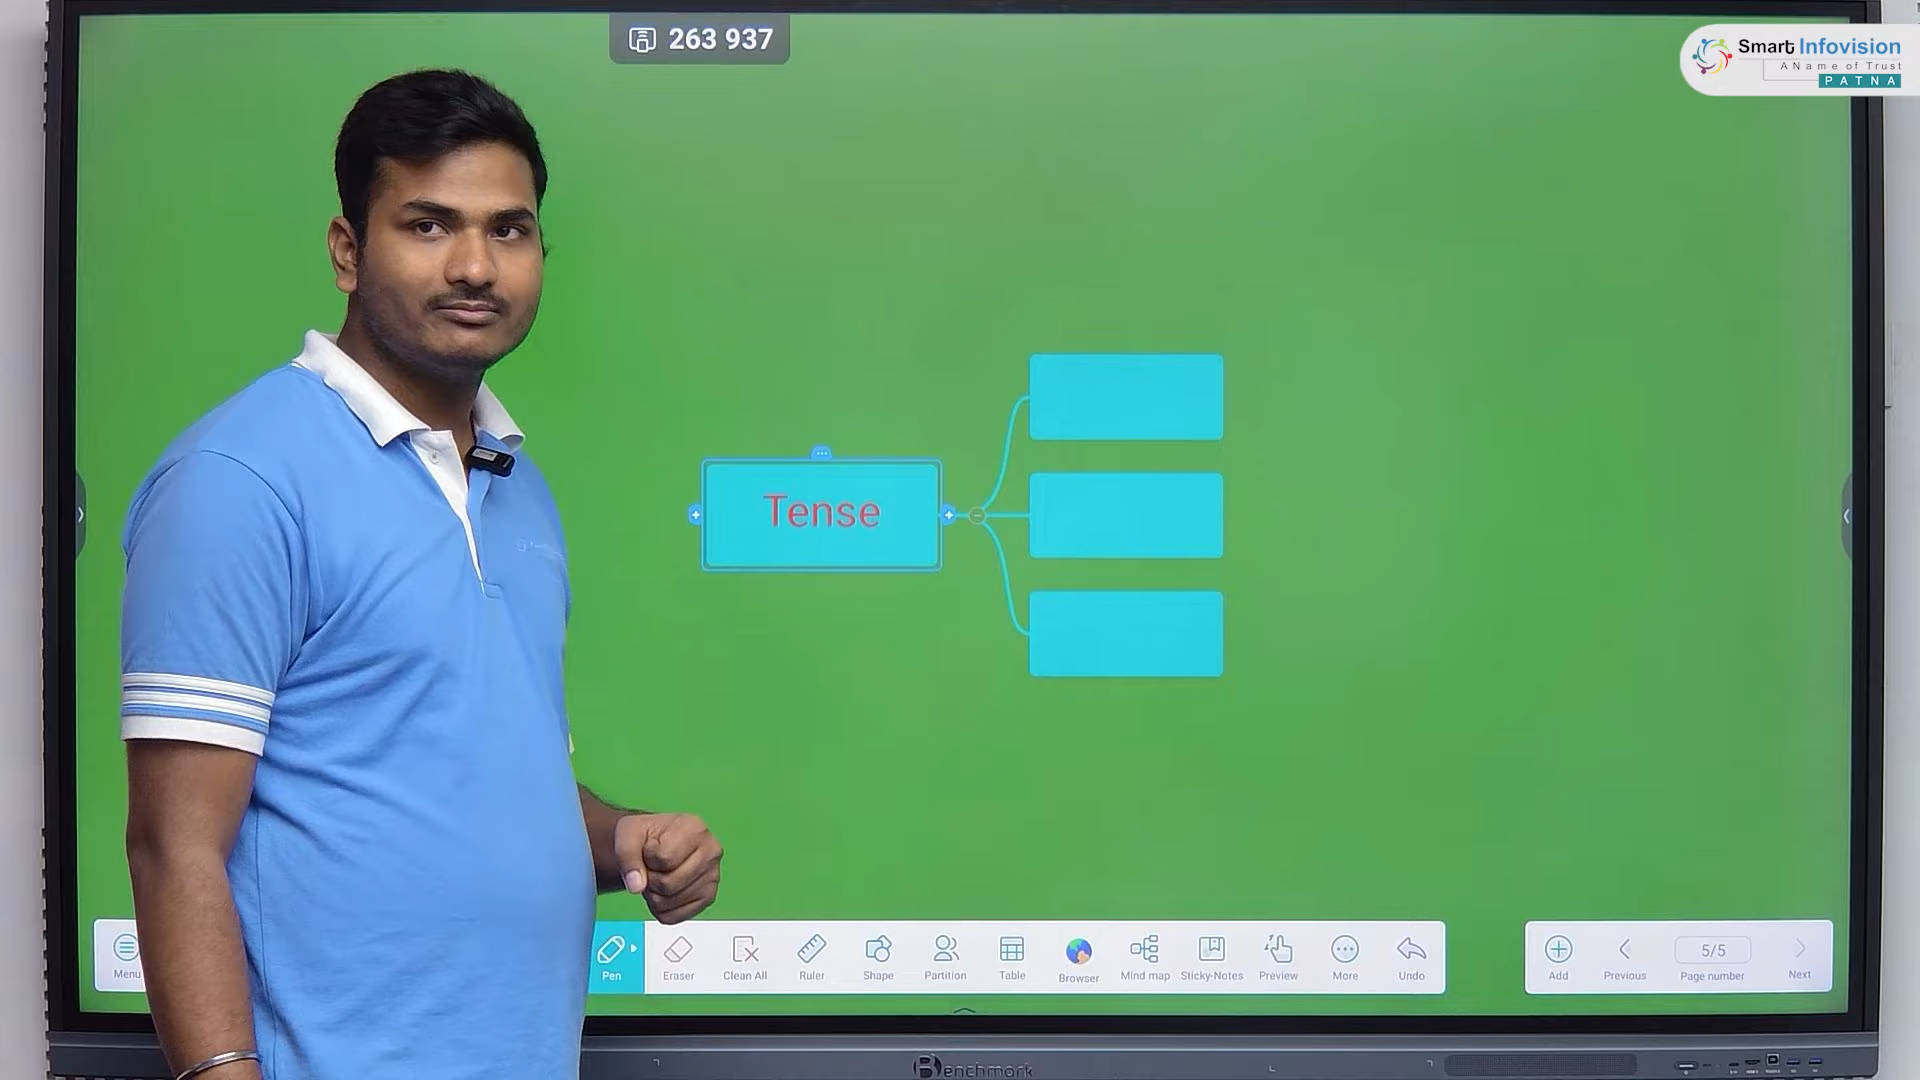 263 937
Smart Infovision
A Name of Trust
PATNA
Tense
Menu
Pen
Eraser
Clean All
Ruler
Shape
Partition
Table
Browser
Mind map
Sticky-Notes
Preview
More
Undo
Add
Previous
5/5
Page number
Next
Benchmark